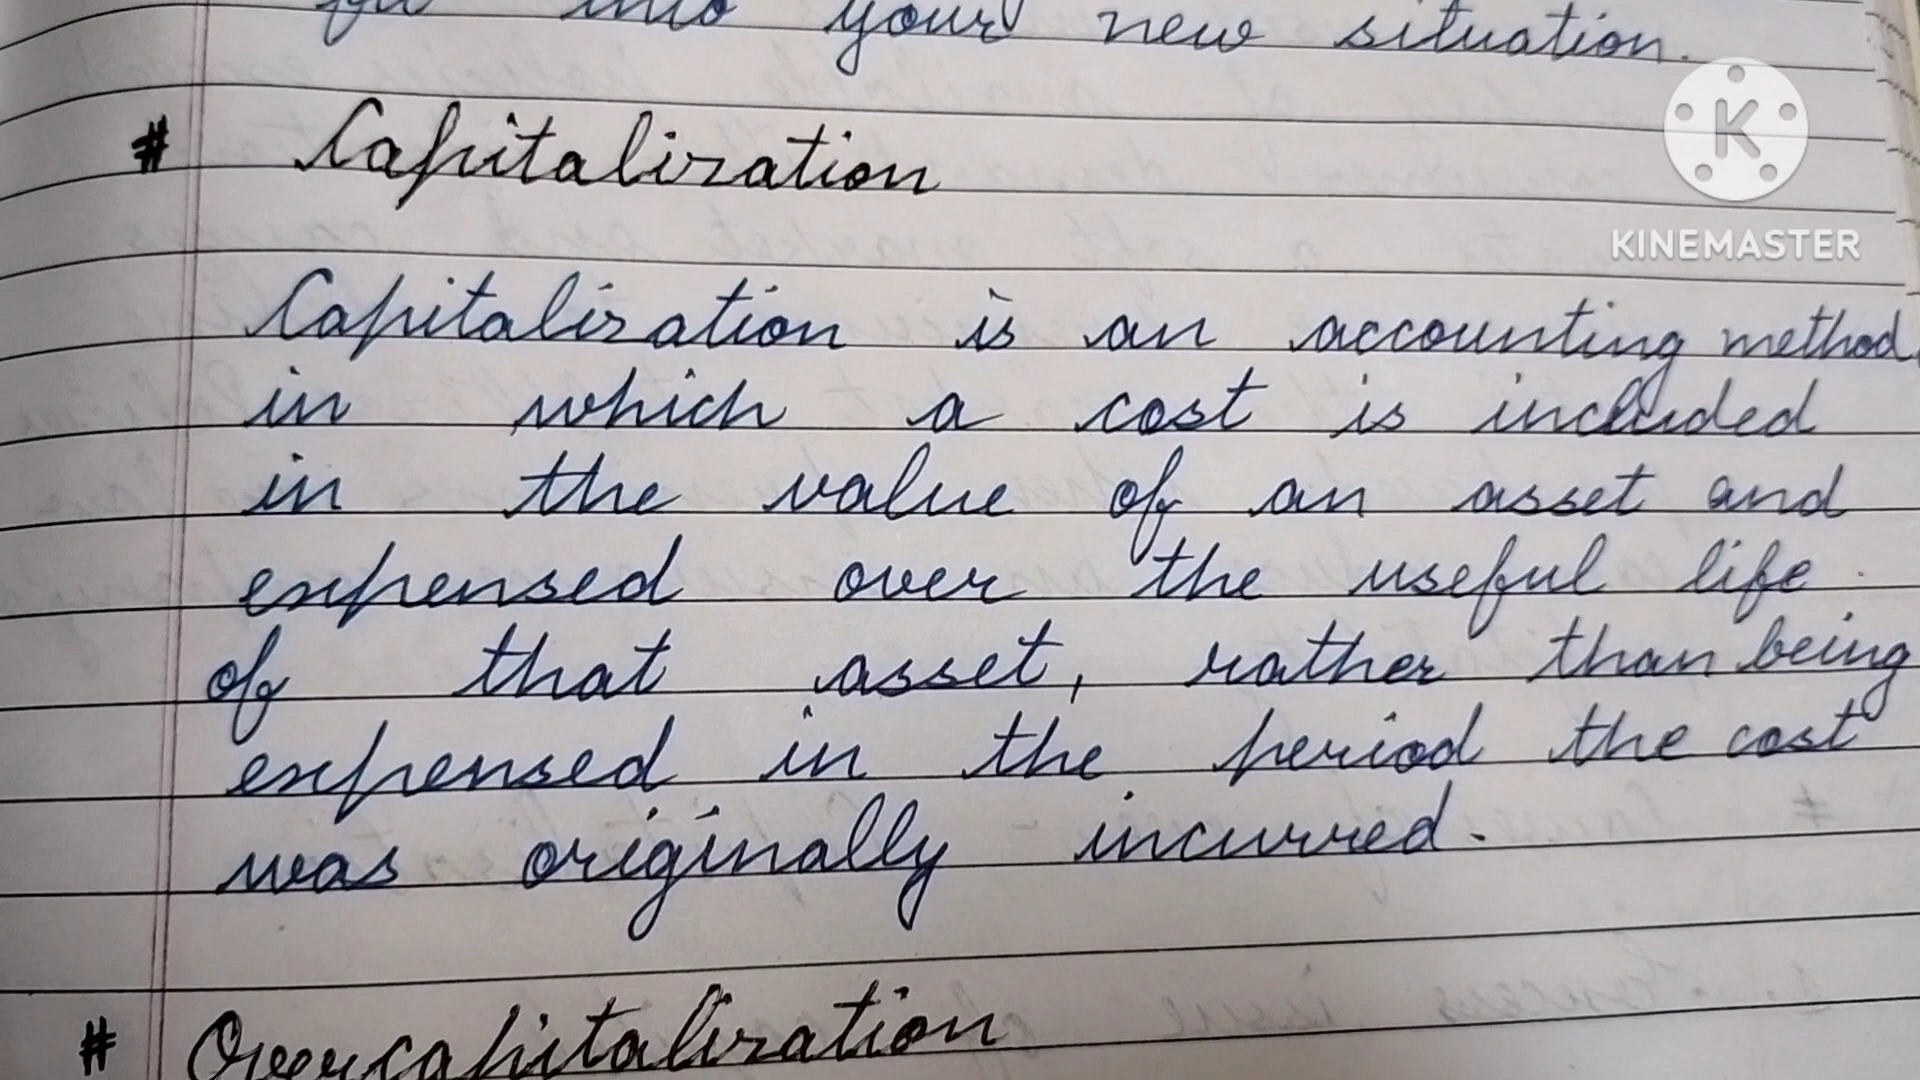 fit into your new situation.
# Capitalization
Capitalization is an accounting method
in which a cost is included
in the value of an asset and
expensed over the useful life
of that asset, rather than being
expensed in the period the cost
was originally incurred.
# Overcapitalization
K
KINEMASTER